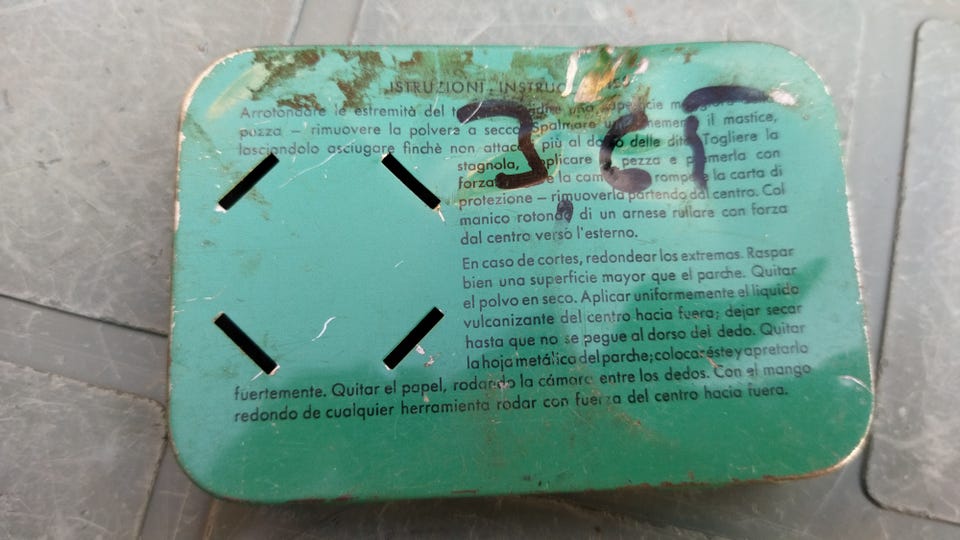 ISTRUZIONI - 
Arrotondare le estremità del una superficie
pezza – rimuovere la polvere a secco. Spalmare il mastice,
lasciandolo asciugare finchè non attacca più al dorso delle dita. Togliere la
stagnola, applicare pezza e premerla con
la carta di
protezione – rimuoverla partendo dal centro. Col
manico rotondo di un arnese rullare con forza
dal centro verso l'esterno.
En caso de cortes, redondear los extremos. Raspar
bien una superficie mayor que el parche. Quitar
el polvo en seco. Aplicar uniformemente el liquido
vulcanizante del centro hacia fuera; dejar secar
hasta que no se pegue al dorso del dedo. Quitar
la hoja metálica del parche; colocar éste y apretarlo
fuertemente. Quitar el papel, rodando la cámara entre los dedos. Con el mango
redondo de cualquier herramienta rodar con fuerza del centro hacia fuera.